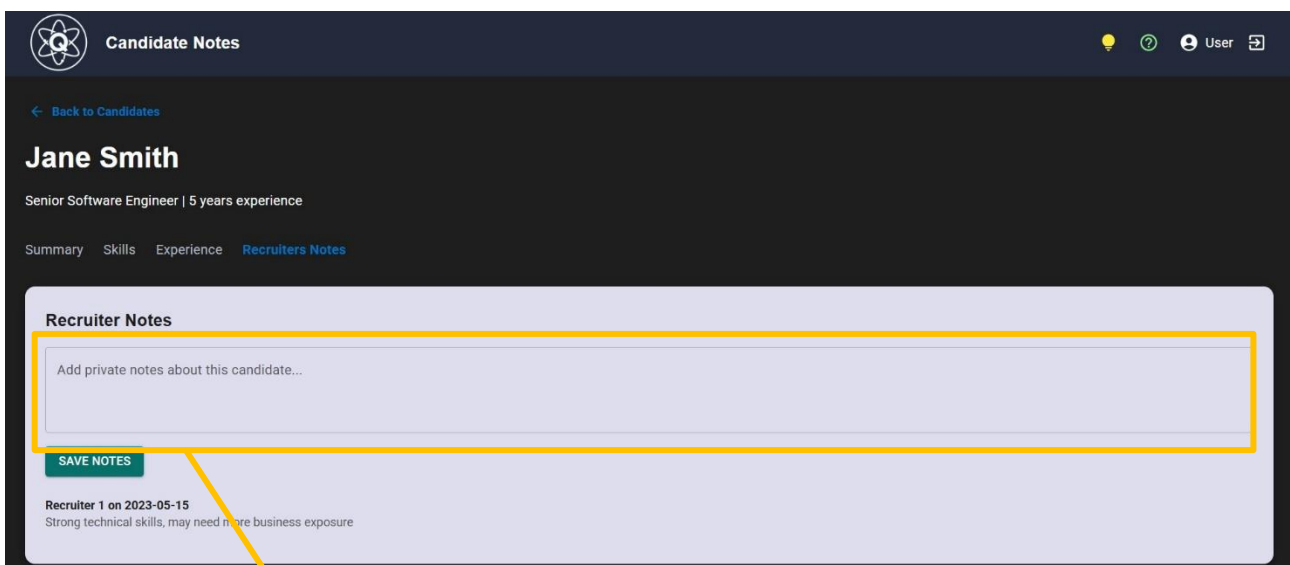 Q Candidate Notes User
← Back to Candidates
Jane Smith
Senior Software Engineer | 5 years experience
Summary Skills Experience Recruiters Notes
Recruiter Notes
Add private notes about this candidate...
SAVE NOTES
Recruiter 1 on 2023-05-15
Strong technical skills, may need more business exposure